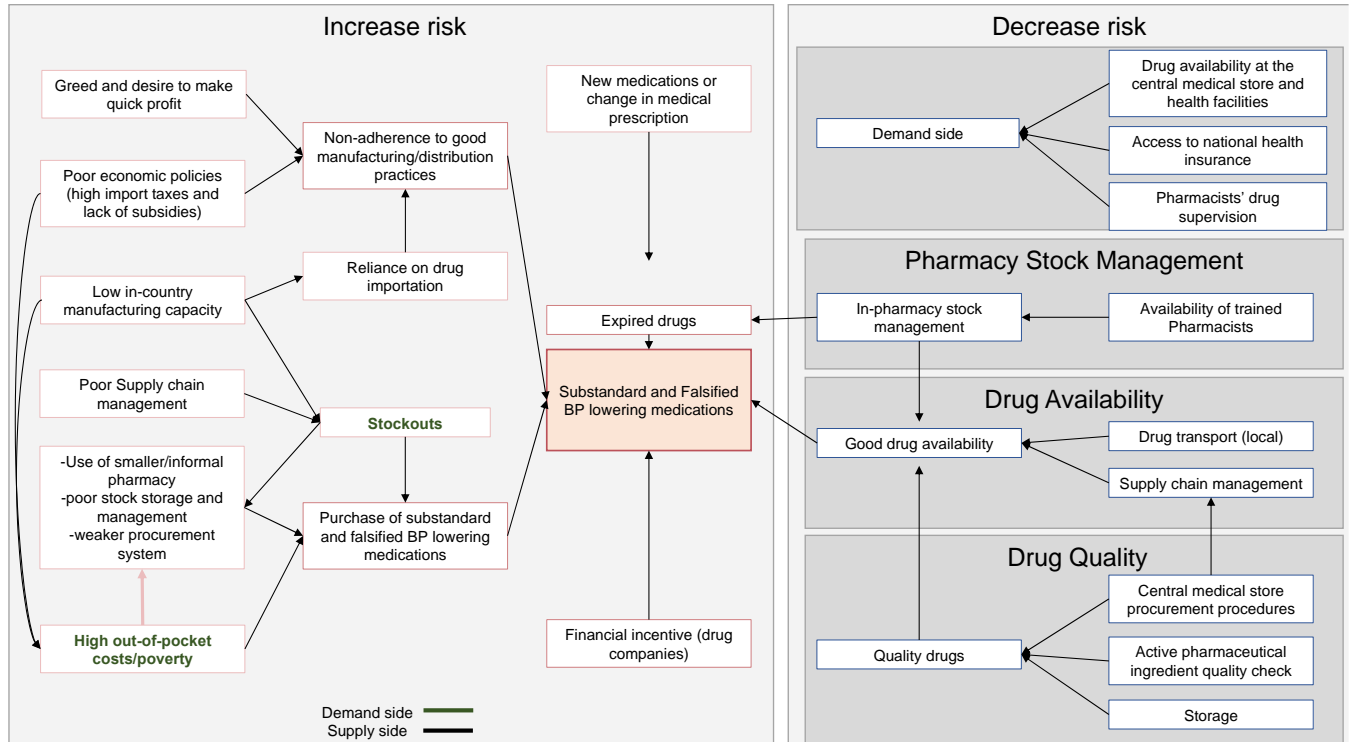 Increase risk
Greed and desire to make
quick profit
Poor economic policies
(high import taxes and
lack of subsidies)
Low in-country
manufacturing capacity
Poor Supply chain
management
-Use of smaller/informal
pharmacy
-poor stock storage and
management
-weaker procurement
system
High out-of-pocket
costs/poverty
Non-adherence to good
manufacturing/distribution
practices
Reliance on drug
importation
Stockouts
Purchase of substandard
and falsified BP lowering
medications
New medications or
change in medical
prescription
Expired drugs
Substandard and Falsified
BP lowering medications
Financial incentive (drug
companies)
Demand side
Supply side
Decrease risk
Demand side
Drug availability at the
central medical store and
health facilities
Access to national health
insurance
Pharmacists' drug
supervision
Pharmacy Stock Management
In-pharmacy stock
management
Availability of trained
Pharmacists
Drug Availability
Good drug availability
Drug transport (local)
Supply chain management
Drug Quality
Quality drugs
Central medical store
procurement procedures
Active pharmaceutical
ingredient quality check
Storage